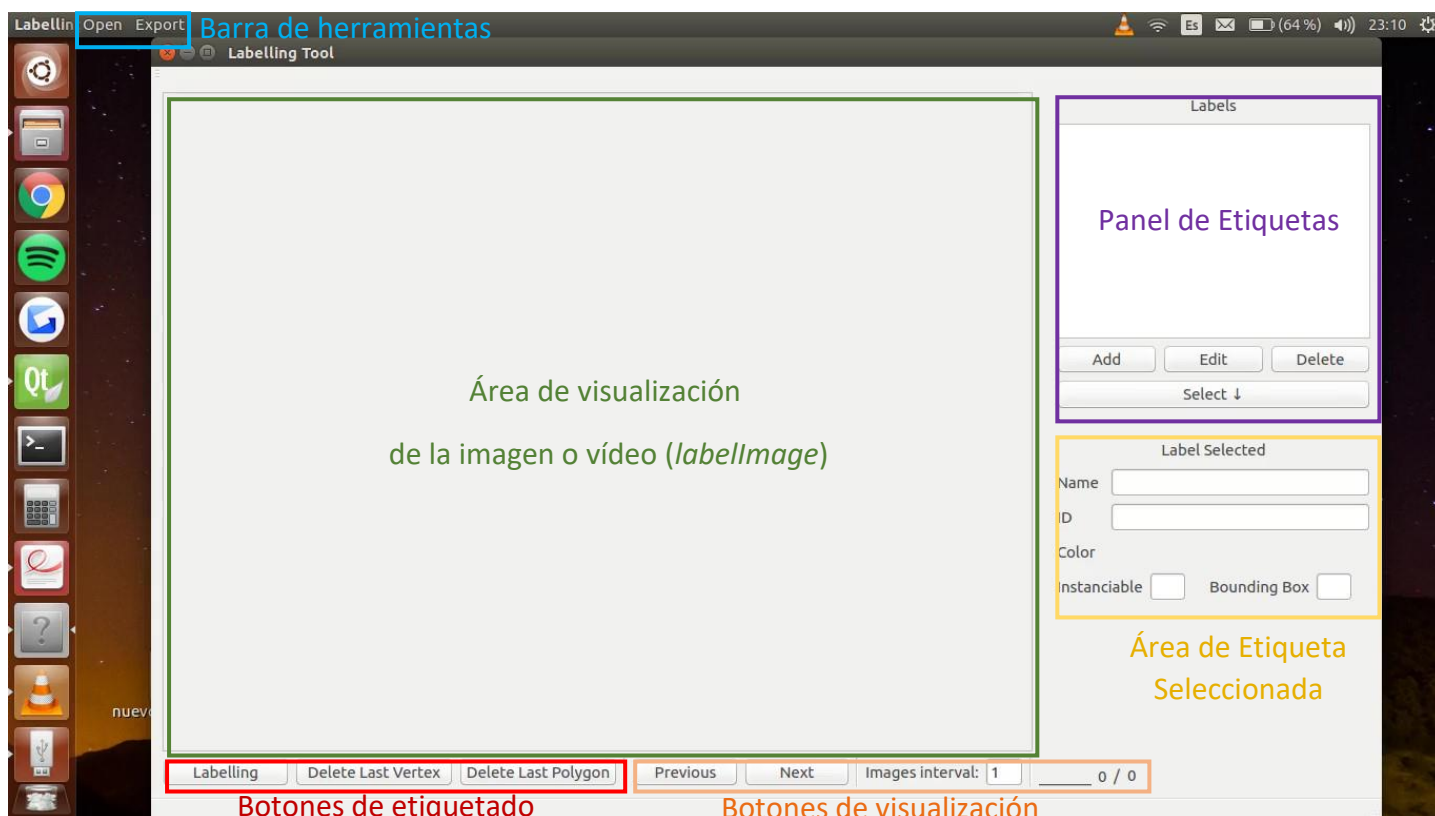 Labellin Open Export Barra de herramientas Es (64 %) 23:10
Labelling Tool
Labels
Panel de Etiquetas
Add Edit Delete
Select ↓
Área de visualización
de la imagen o vídeo (labelImage)
Label Selected
Name
ID
Color
Instanciable Bounding Box
Área de Etiqueta
Seleccionada
Qt
>_
?
nuevo
Labelling Delete Last Vertex Delete Last Polygon Previous Next Images interval: 1 0 / 0
Botones de etiquetado Botones de visualización